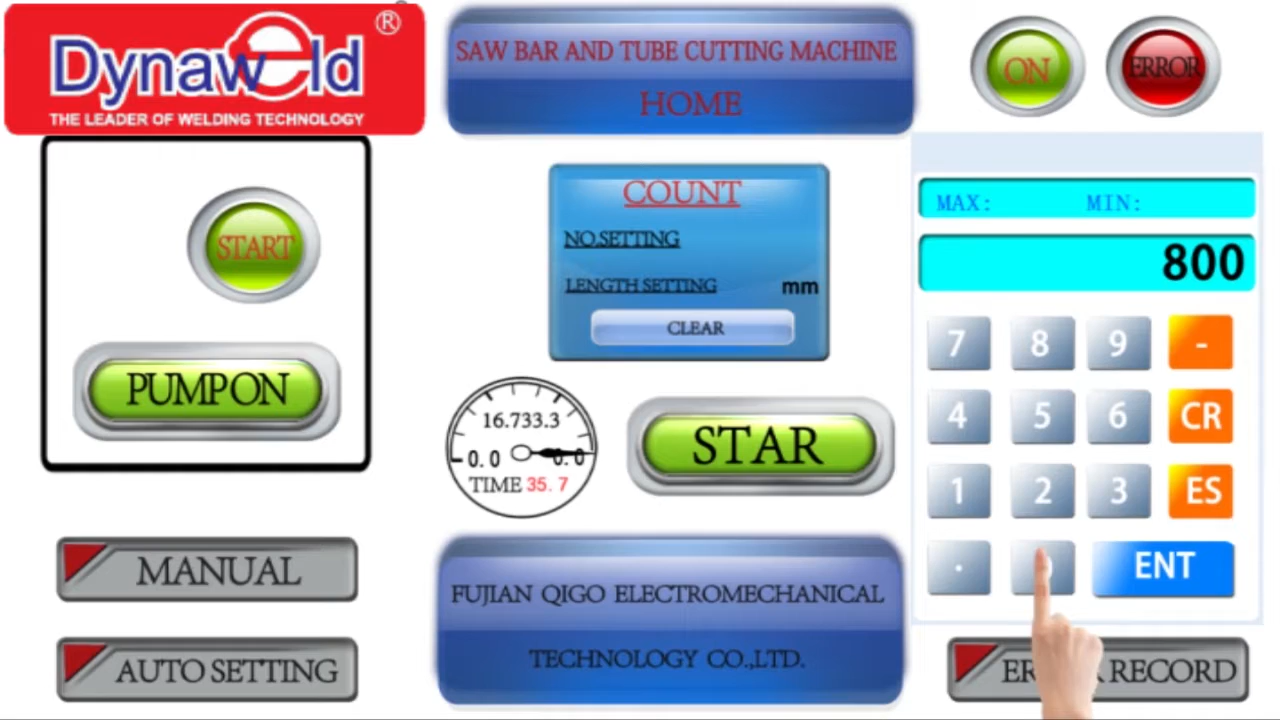 Dynaweld®
THE LEADER OF WELDING TECHNOLOGY
SAW BAR AND TUBE CUTTING MACHINE
HOME
ON
ERROR
START
PUMPON
COUNT
NO.SETTING
LENGTH SETTING mm
CLEAR
16.733.3
0.0 0.0
TIME 35.7
STAR
MAX: MIN:
800
7 8 9 -
4 5 6 CR
1 2 3 ES
. ENT
MANUAL
AUTO SETTING
FUJIAN QIGO ELECTROMECHANICAL
TECHNOLOGY CO.,LTD.
RECORD